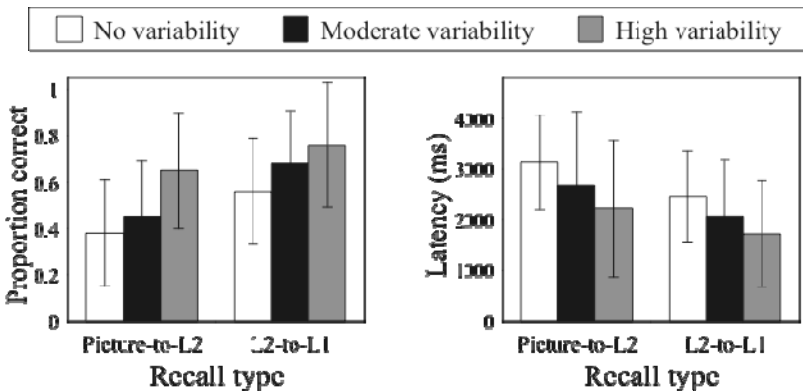 No variability Moderate variability High variability
Proportion correct
1
0.8
0.6
0.4
0.2
0
Picture-to-L2 L2-to-L1
Recall type
Latency (ms)
4000
3000
2000
1000
0
Picture-to-L2 L2-to-L1
Recall type